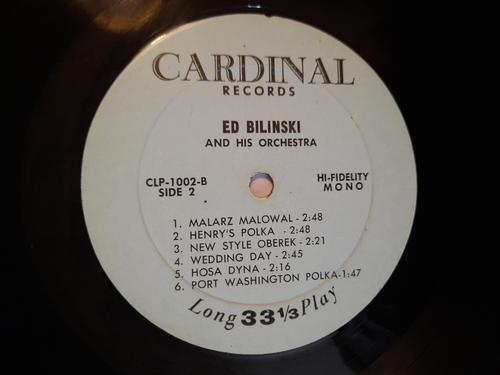 CARDINAL
RECORDS
ED BILINSKI
AND HIS ORCHESTRA
CLP-1002-B
SIDE 2
HI-FIDELITY
MONO
1. MALARZ MALOWAL - 2:48
2. HENRY'S POLKA - 2:48
3. NEW STYLE OBEREK - 2:21
4. WEDDING DAY - 2:45
5. HOSA DYNA - 2:16
6. PORT WASHINGTON POLKA-1:47
Long 33 1/3 Play